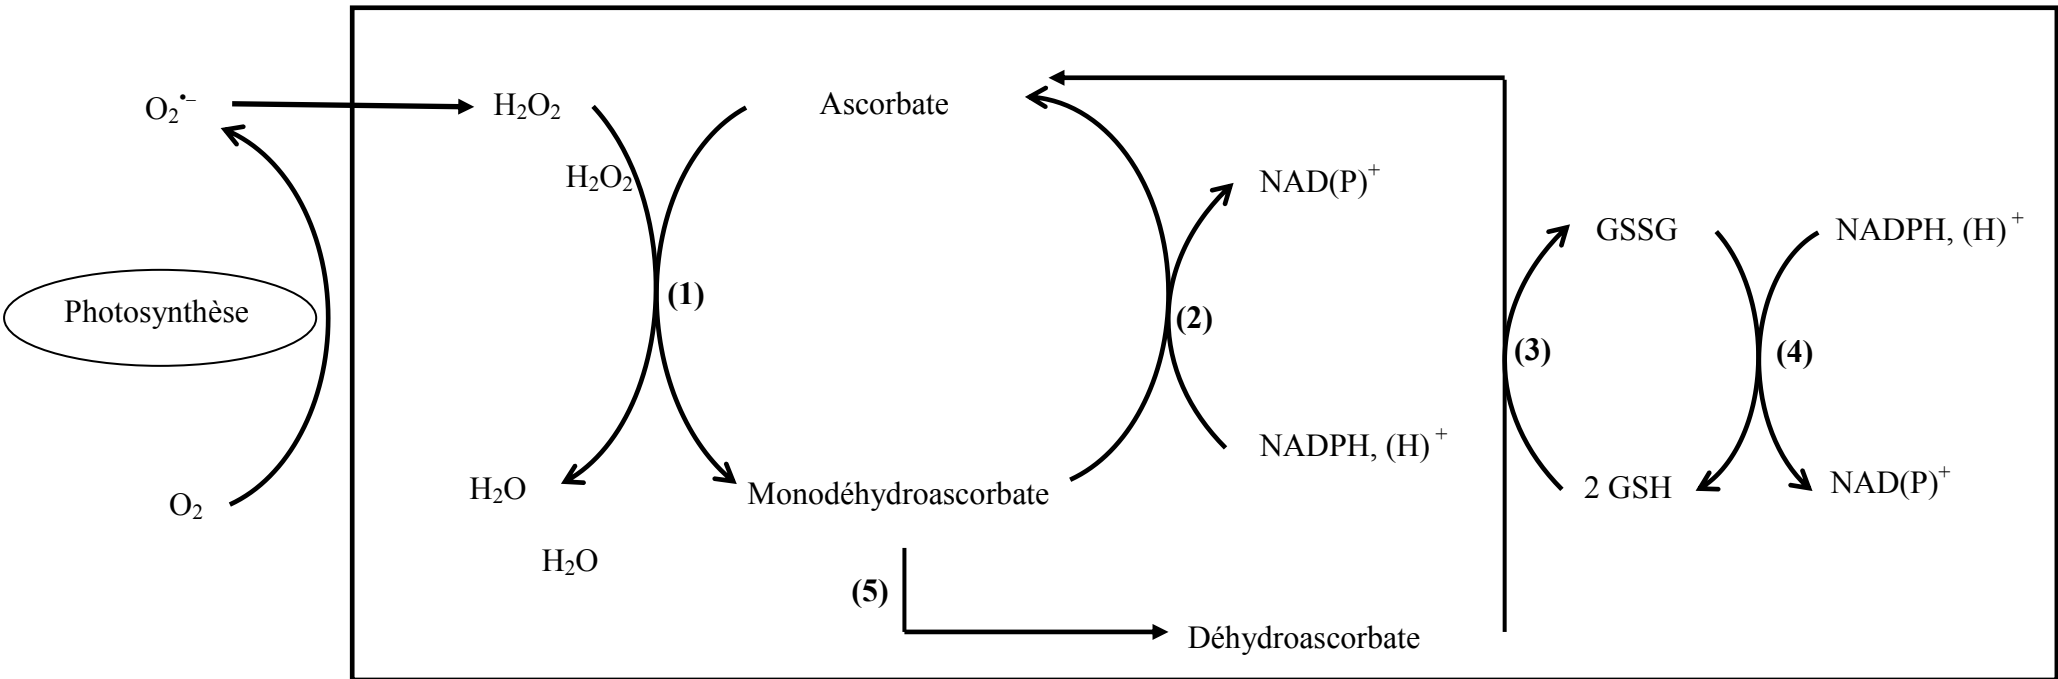 O₂•–
H₂O₂
Ascorbate
H₂O₂
NAD(P)⁺
GSSG
NADPH, (H)⁺
Photosynthèse
(1)
(2)
(3)
(4)
NADPH, (H)⁺
H₂O
Monodéhydroascorbate
2 GSH
NAD(P)⁺
O₂
H₂O
(5)
Déhydroascorbate